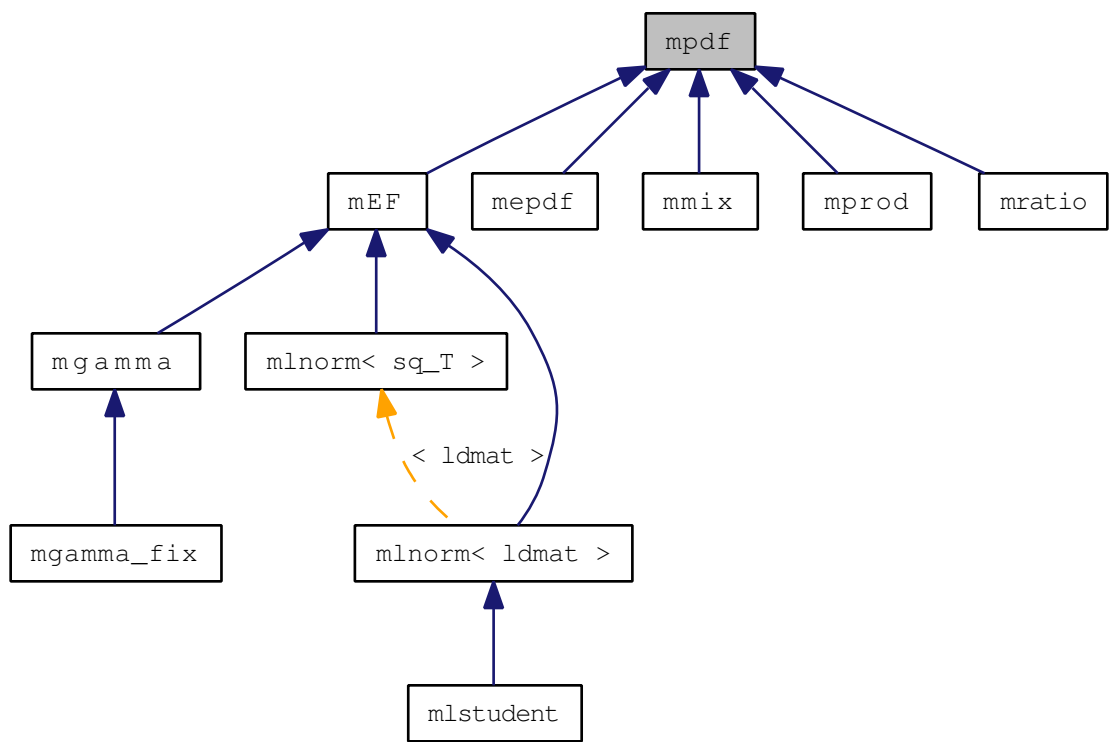 mpdf
mEF
mepdf
mmix
mprod
mratio
mgamma
mlnorm< sq_T >
< ldmat >
mgamma_fix
mlnorm< ldmat >
mlstudent